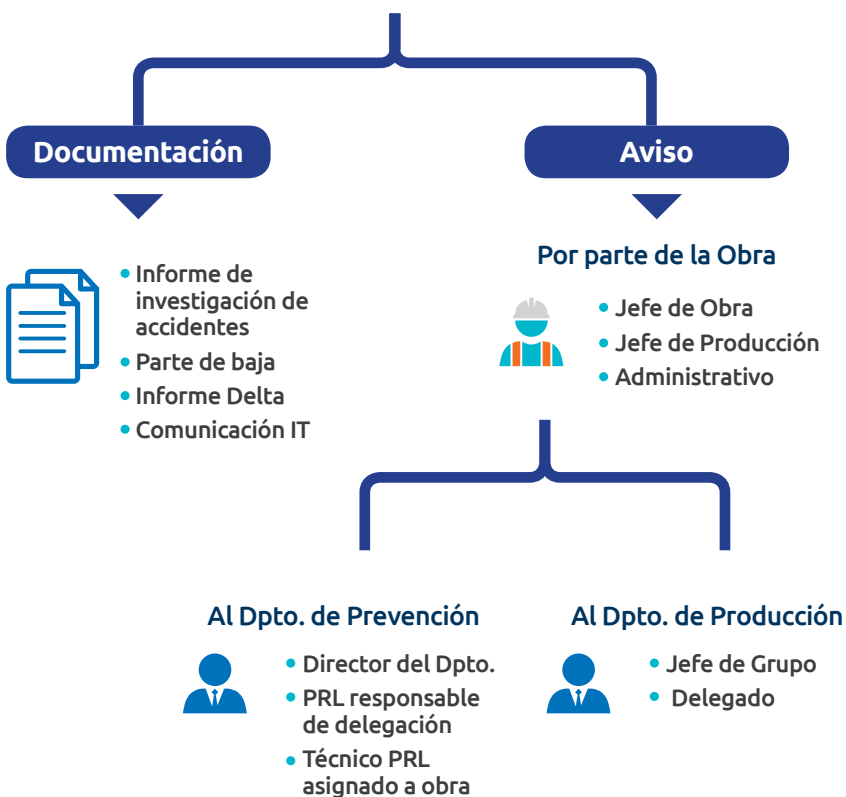 Documentación
Informe de
investigación de
accidentes
Parte de baja
Informe Delta
Comunicación IT
Aviso
Por parte de la Obra
Jefe de Obra
Jefe de Producción
Administrativo
Al Dpto. de Prevención
Director del Dpto.
PRL responsable
de delegación
Técnico PRL
asignado a obra
Al Dpto. de Producción
Jefe de Grupo
Delegado